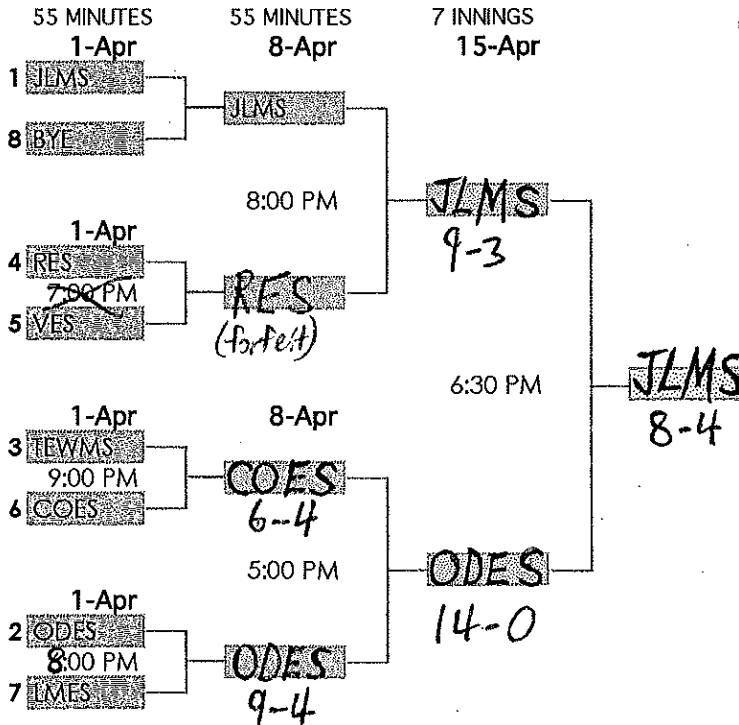 55 MINUTES 55 MINUTES 7 INNINGS
1-Apr 8-Apr 15-Apr
1 JLMS
JLMS
8 BYE
8:00 PM
JLMS
9-3
1-Apr
4 RES
7:00 PM
RES
(forfeit)
5 VES
6:30 PM
JLMS
8-4
1-Apr 8-Apr
3 TEWMS
9:00 PM
COES
6-4
6 COES
5:00 PM
ODES
14-0
1-Apr
2 ODES
8:00 PM
ODES
9-4
7 LMES